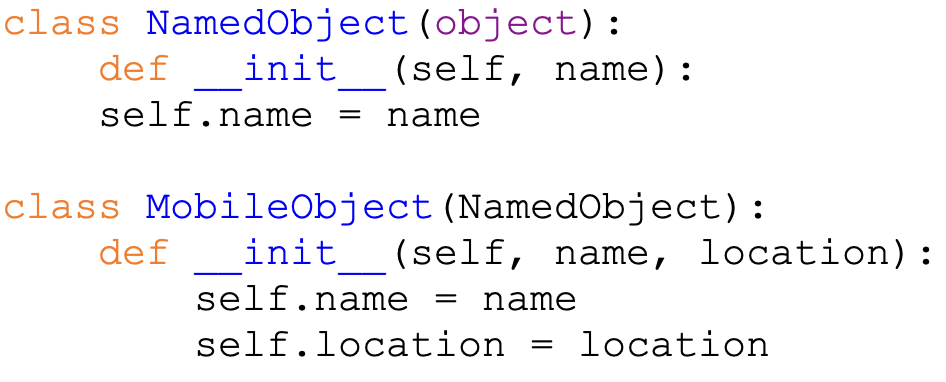 class NamedObject(object):
    def __init__(self, name):
    self.name = name

class MobileObject(NamedObject):
    def __init__(self, name, location):
        self.name = name
        self.location = location